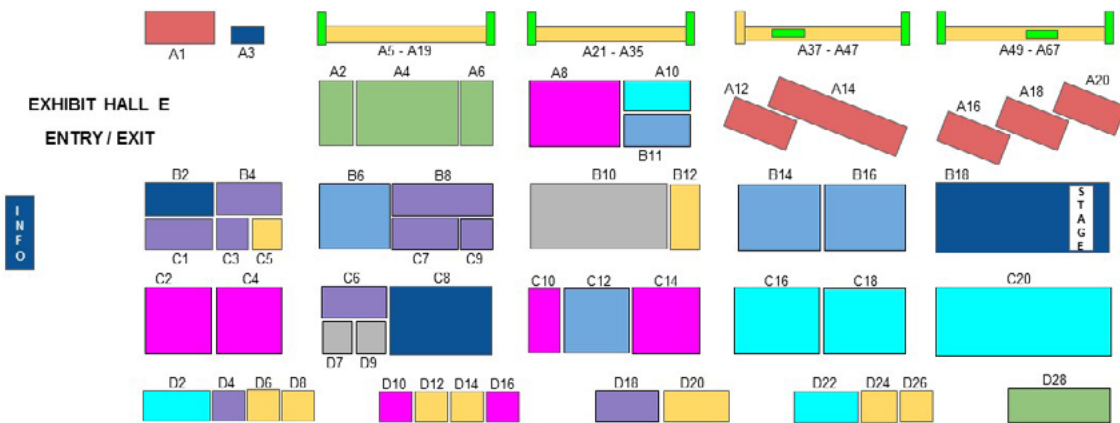 A1 A3 A5 - A19 A21 - A35 A37 - A47 A49 - A67
A2 A4 A6 A8 A10 A12 A14 A16 A18 A20
EXHIBIT HALL E
ENTRY / EXIT
B11
B2 B4 B6 B8 B10 B12 B14 B16 B18
INFO
STAGE
C1 C3 C5 C7 C9
C2 C4 C6 C8 C10 C12 C14 C16 C18 C20
D7 D9
D2 D4 D6 D8 D10 D12 D14 D16 D18 D20 D22 D24 D26 D28